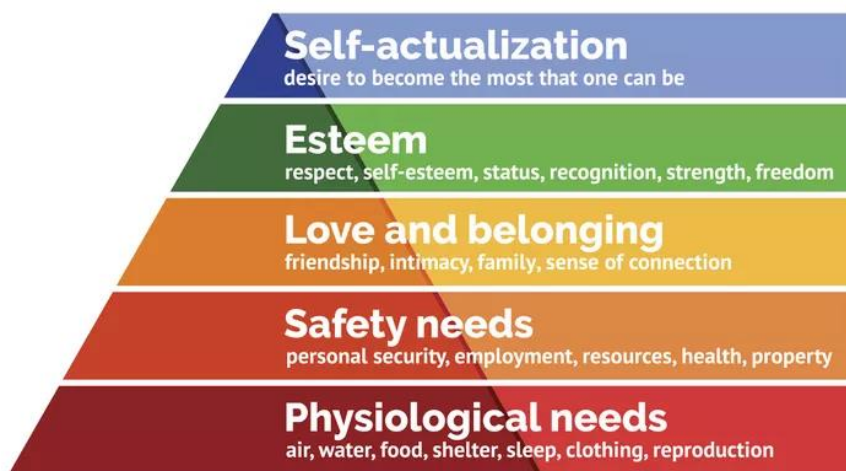 Self-actualization
desire to become the most that one can be
Esteem
respect, self-esteem, status, recognition, strength, freedom
Love and belonging
friendship, intimacy, family, sense of connection
Safety needs
personal security, employment, resources, health, property
Physiological needs
air, water, food, shelter, sleep, clothing, reproduction